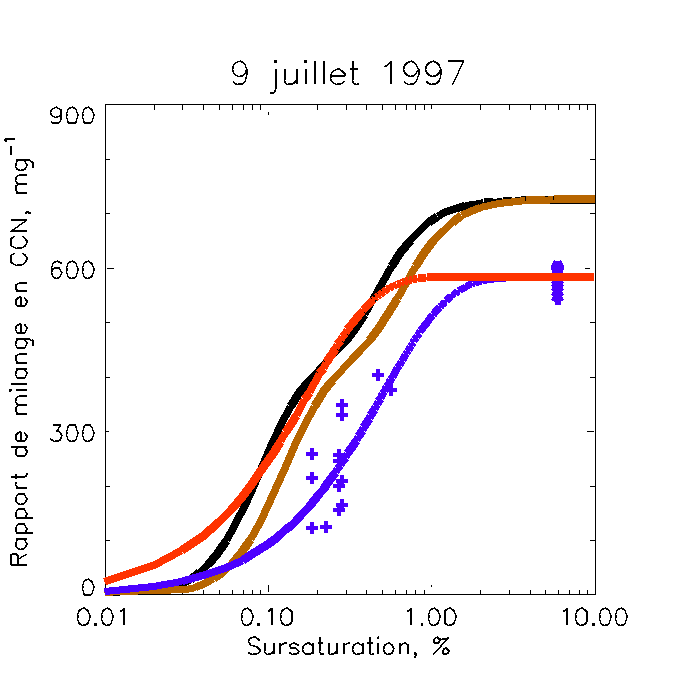 9 juillet 1997
Rapport de milange en CCN, mg⁻¹
900
600
300
0
0.01 0.10 1.00 10.00
Sursaturation, %